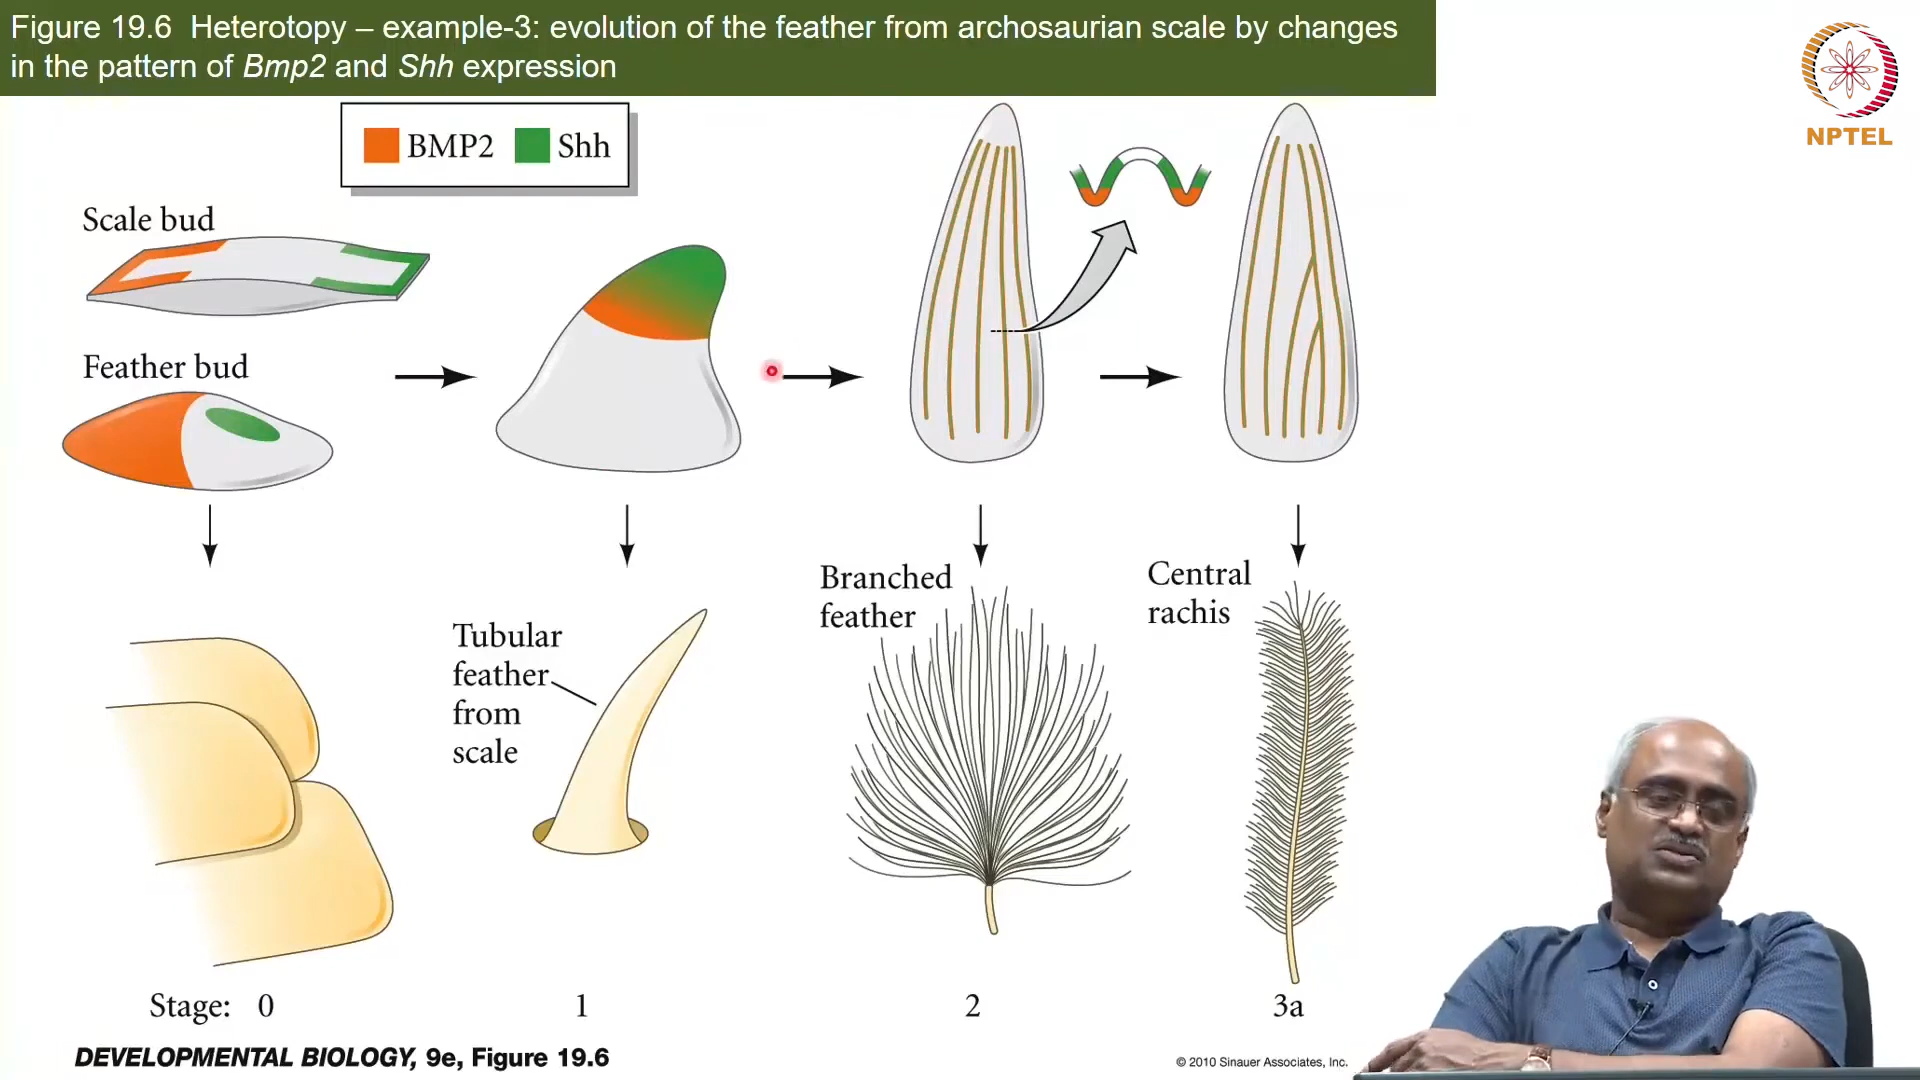 Figure 19.6 Heterotopy – example-3: evolution of the feather from archosaurian scale by changes
in the pattern of Bmp2 and Shh expression
NPTEL
BMP2 Shh
Scale bud
Feather bud
Branched
feather
Central
rachis
Tubular
feather
from
scale
Stage: 0 1 2 3a
DEVELOPMENTAL BIOLOGY, 9e, Figure 19.6
© 2010 Sinauer Associates, Inc.